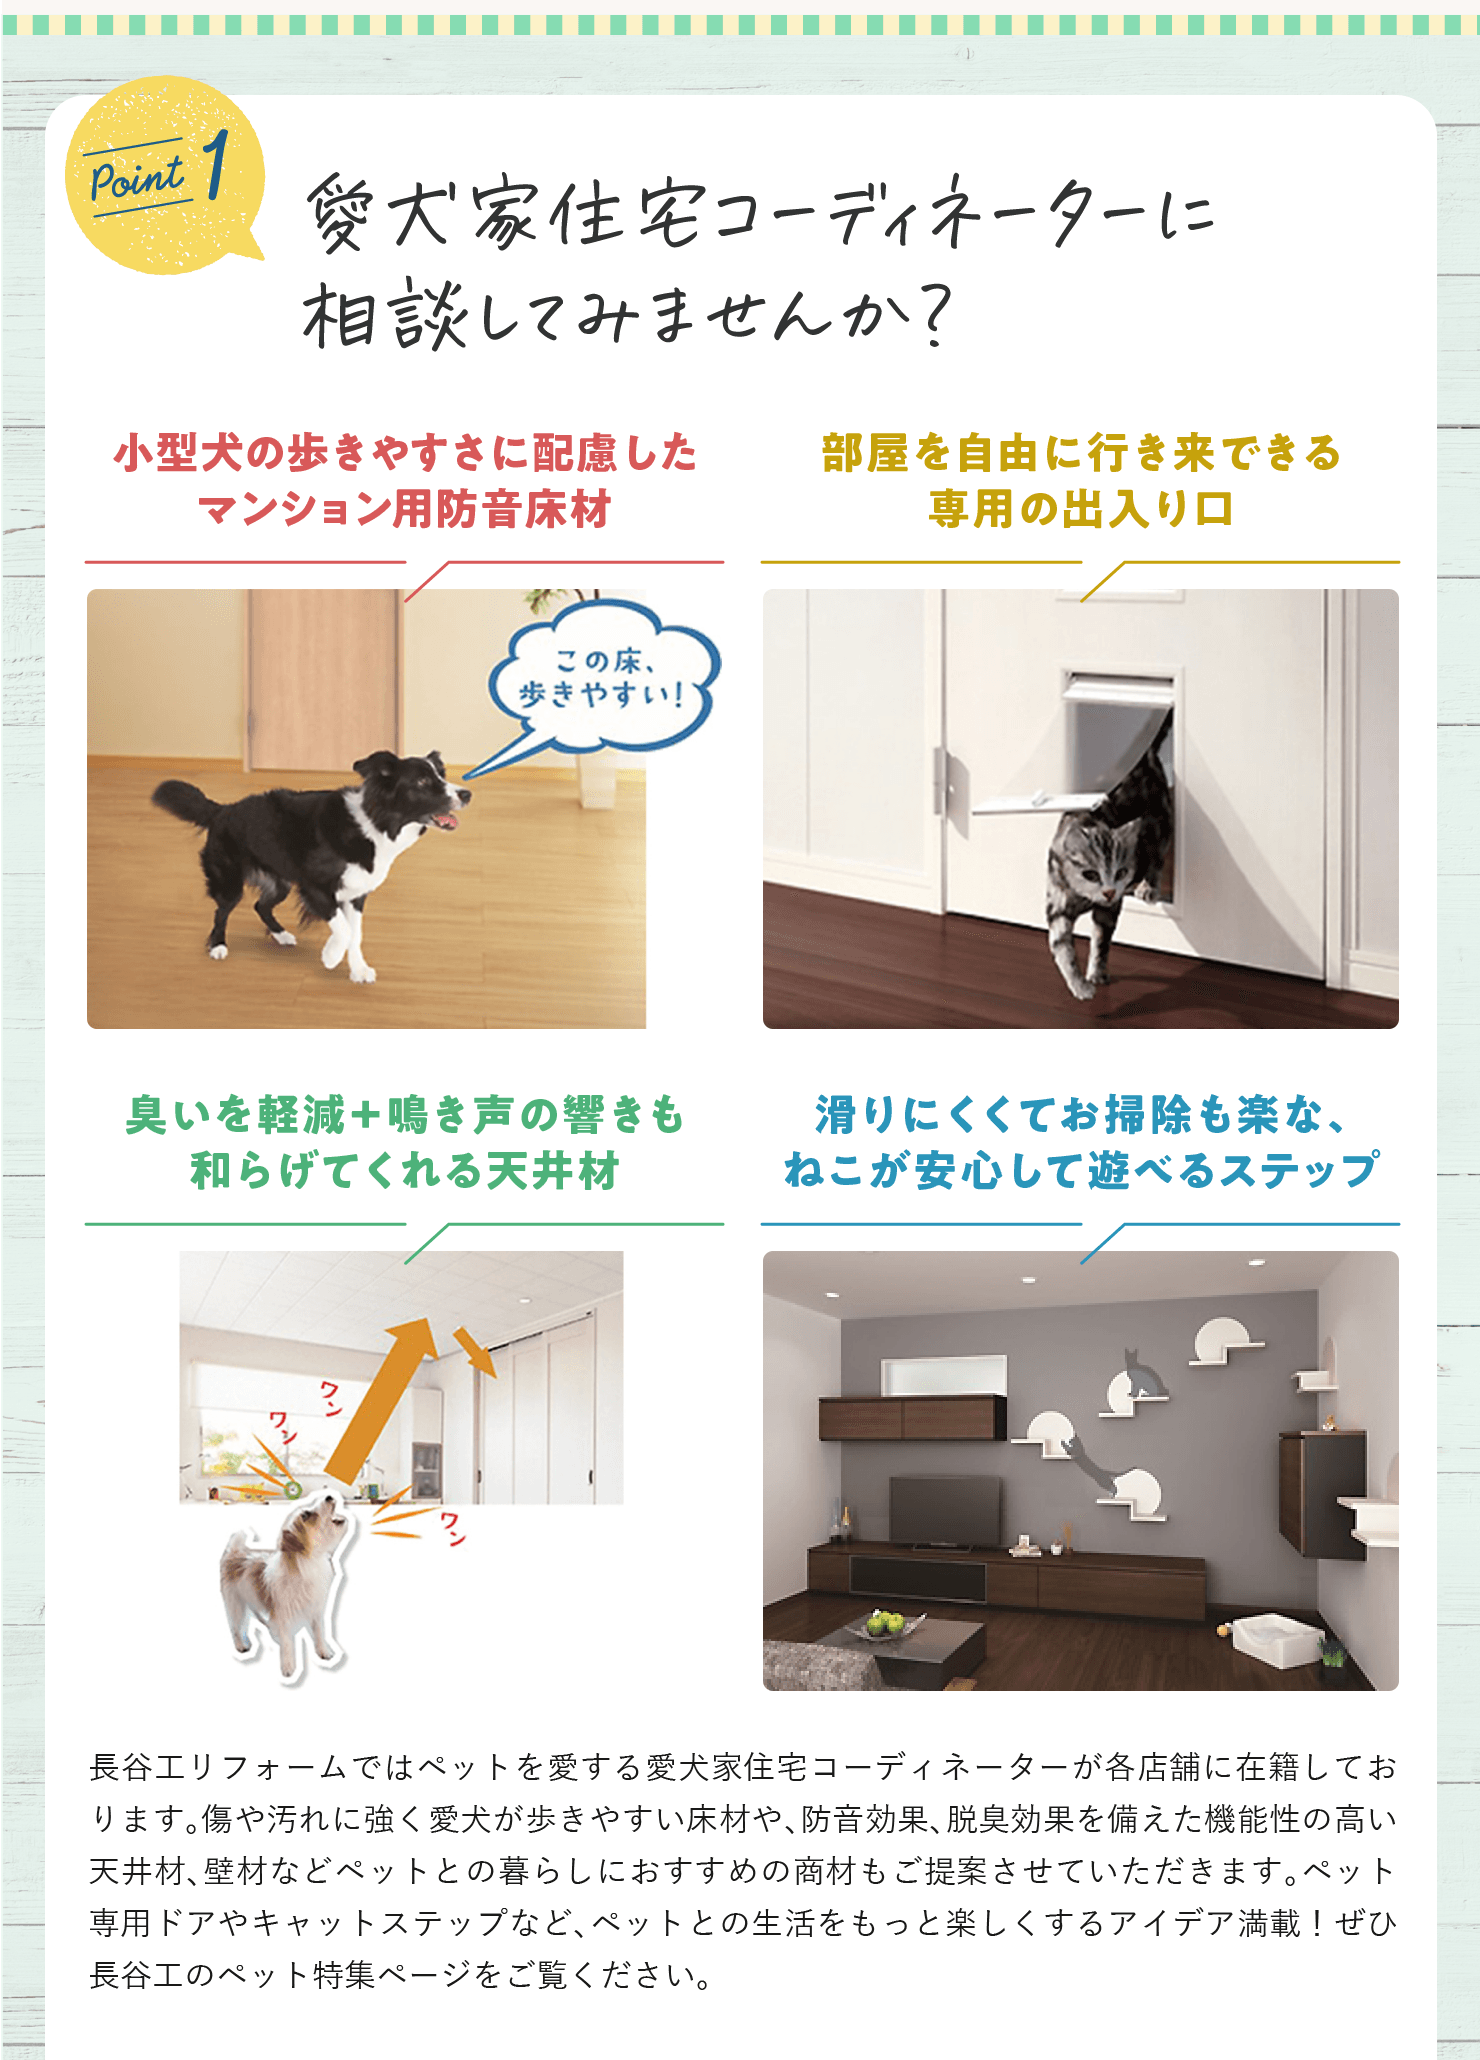 Point 1
愛犬家住宅コーディネーターに
相談してみませんか？
小型犬の歩きやすさに配慮した
マンション用防音床材
部屋を自由に行き来できる
専用の出入り口
この床、
歩きやすい！
臭いを軽減＋鳴き声の響きも
和らげてくれる天井材
滑りにくくてお掃除も楽な、
ねこが安心して遊べるステップ
ワン
ワン
ワン
長谷工リフォームではペットを愛する愛犬家住宅コーディネーターが各店舗に在籍してお
ります。傷や汚れに強く愛犬が歩きやすい床材や、防音効果、脱臭効果を備えた機能性の高い
天井材、壁材などペットとの暮らしにおすすめの商材もご提案させていただきます。ペット
専用ドアやキャットステップなど、ペットとの生活をもっと楽しくするアイデア満載！ぜひ
長谷工のペット特集ページをご覧ください。